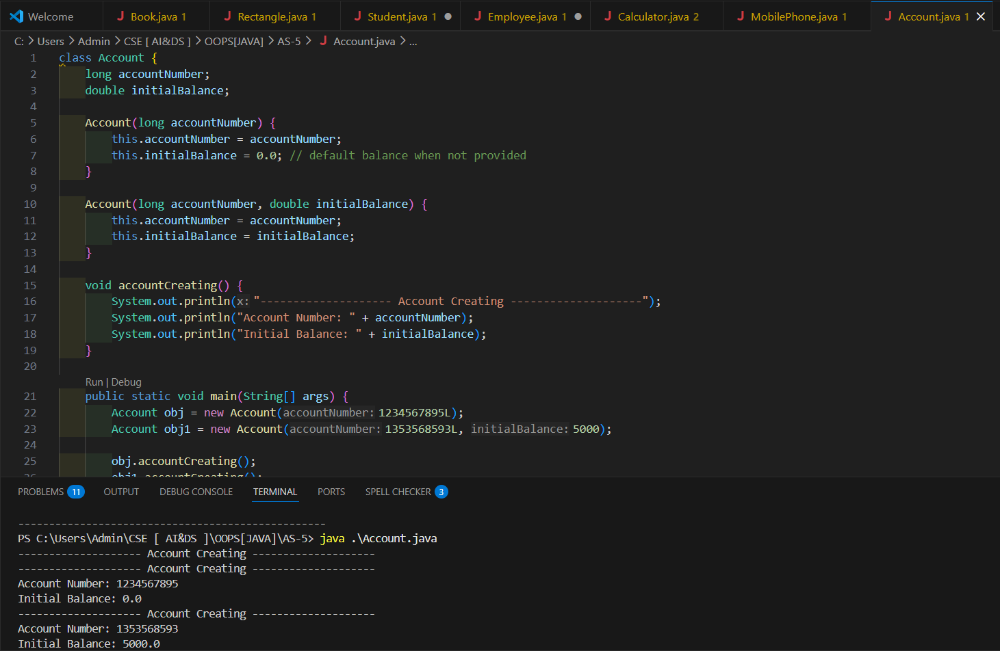 Welcome
J Book.java 1
J Rectangle.java 1
J Student.java 1
J Employee.java 1
J Calculator.java 2
J MobilePhone.java 1
J Account.java 1
C: > Users > Admin > CSE [ AI&DS ] > OOPS[JAVA] > AS-5 > J Account.java > ...
1 class Account {
2 long accountNumber;
3 double initialBalance;
4
5 Account(long accountNumber) {
6 this.accountNumber = accountNumber;
7 this.initialBalance = 0.0; // default balance when not provided
8 }
9
10 Account(long accountNumber, double initialBalance) {
11 this.accountNumber = accountNumber;
12 this.initialBalance = initialBalance;
13 }
14
15 void accountCreating() {
16 System.out.println(x: "-------------------- Account Creating --------------------");
17 System.out.println("Account Number: " + accountNumber);
18 System.out.println("Initial Balance: " + initialBalance);
19 }
20
Run | Debug
21 public static void main(String[] args) {
22 Account obj = new Account(accountNumber: 1234567895L);
23 Account obj1 = new Account(accountNumber: 1353568593L, initialBalance: 5000);
24
25 obj.accountCreating();
26 obj1.accountCreating();
PROBLEMS 11 OUTPUT DEBUG CONSOLE TERMINAL PORTS SPELL CHECKER 3
--------------------------------------------------
PS C:\Users\Admin\CSE [ AI&DS ]\OOPS[JAVA]\AS-5> java .\Account.java
-------------------- Account Creating --------------------
-------------------- Account Creating --------------------
Account Number: 1234567895
Initial Balance: 0.0
-------------------- Account Creating --------------------
Account Number: 1353568593
Initial Balance: 5000.0